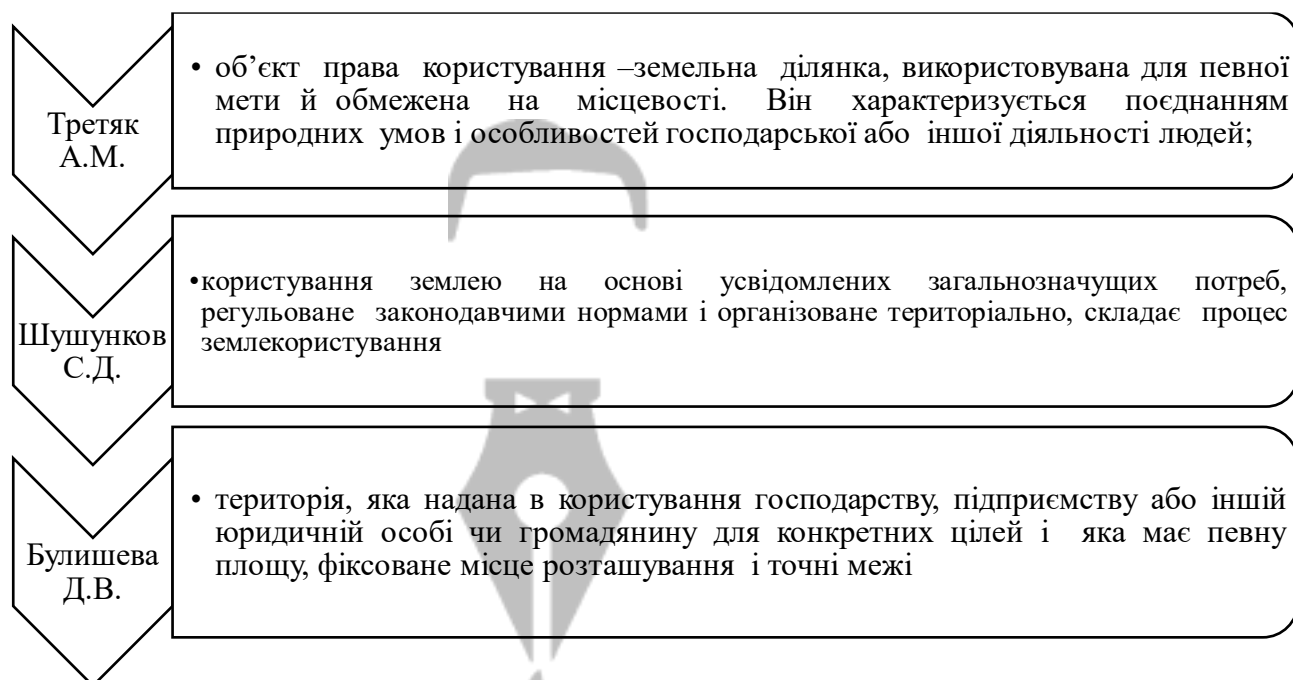 Третяк
А.М.
• об’єкт права користування –земельна ділянка, використовувана для певної
мети й обмежена на місцевості. Він характеризується поєднанням
природних умов і особливостей господарської або іншої діяльності людей;
Шушунков
С.Д.
•користування землею на основі усвідомлених загальнозначущих потреб,
регульоване законодавчими нормами і організоване територіально, складає процес
землекористування
Булишева
Д.В.
• територія, яка надана в користування господарству, підприємству або іншій
юридичній особі чи громадянину для конкретних цілей і яка має певну
площу, фіксоване місце розташування і точні межі